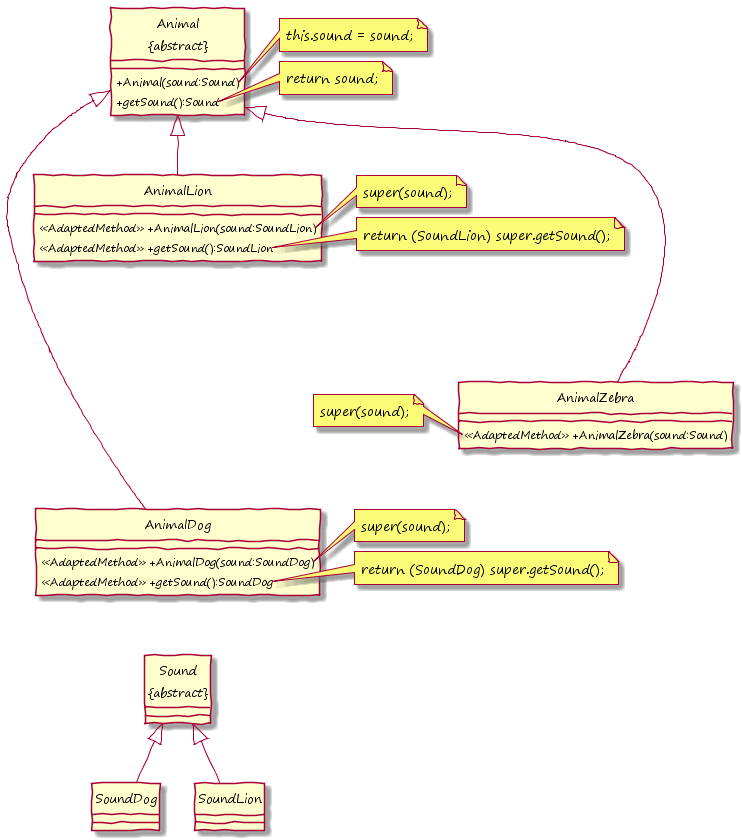 Animal
{abstract}
+Animal(sound:Sound)
+getSound():Sound
this.sound = sound;
return sound;
AnimalLion
<<AdaptedMethod>> +AnimalLion(sound:SoundLion)
<<AdaptedMethod>> +getSound():SoundLion
super(sound);
return (SoundLion) super.getSound();
AnimalZebra
<<AdaptedMethod>> +AnimalZebra(sound:Sound)
super(sound);
AnimalDog
<<AdaptedMethod>> +AnimalDog(sound:SoundDog)
<<AdaptedMethod>> +getSound():SoundDog
super(sound);
return (SoundDog) super.getSound();
Sound
{abstract}
SoundDog
SoundLion